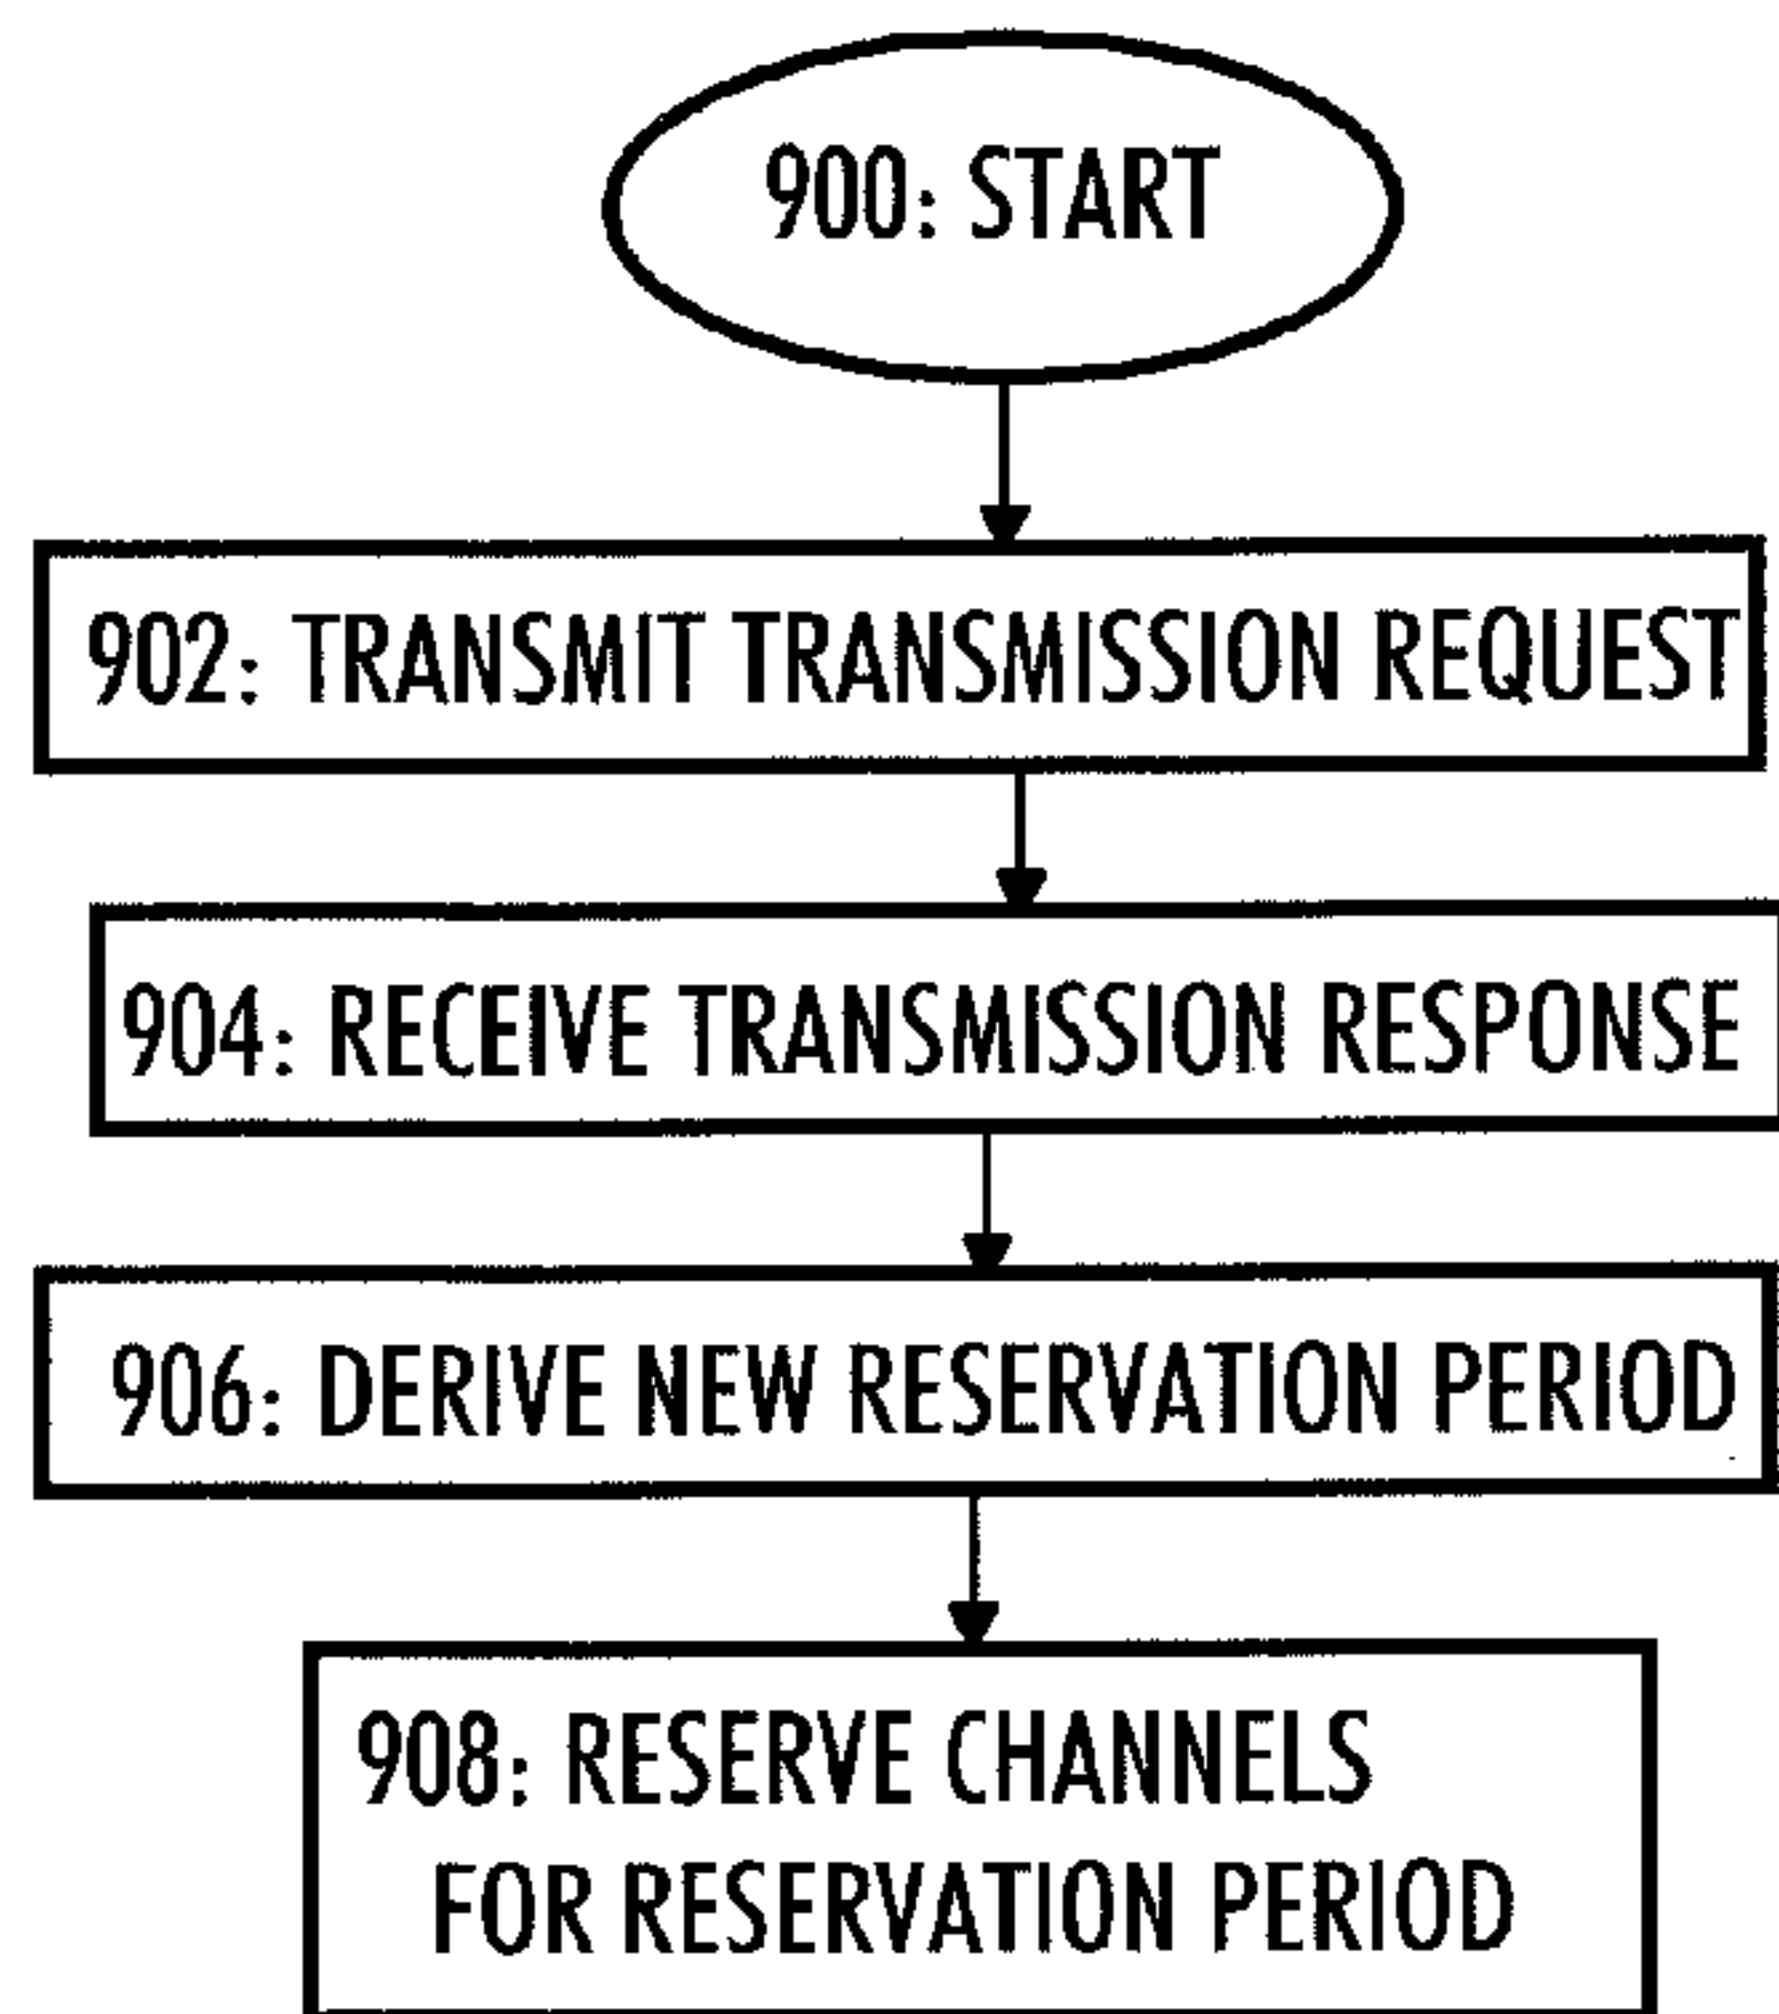 900: START
902: TRANSMIT TRANSMISSION REQUEST
904: RECEIVE TRANSMISSION RESPONSE
906: DERIVE NEW RESERVATION PERIOD
908: RESERVE CHANNELS
FOR RESERVATION PERIOD